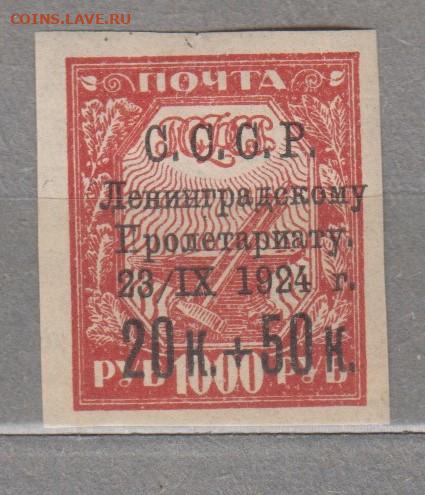 COINS.LAVE.RU
ПОЧТА
С.С.С.Р.
Ленинградскому
Пролетариату.
23/IX 1924 г.
20 к. + 50 к.
РУБ 1000 РУБ